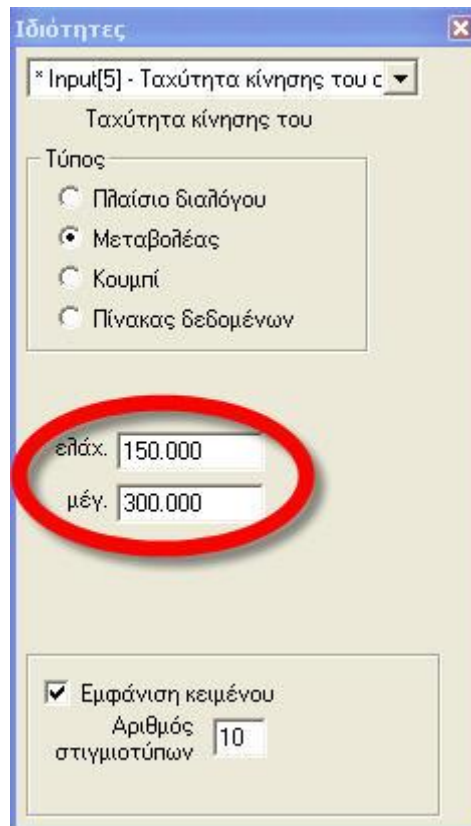 Ιδιότητες
* Input[5] - Ταχύτητα κίνησης του c
Ταχύτητα κίνησης του
Τύπος
Πλαίσιο διαλόγου
Μεταβολέας
Κουμπί
Πίνακας δεδομένων
ελάχ. 150.000
μέγ. 300.000
Εμφάνιση κειμένου
Αριθμός
στιγμιοτύπων 10